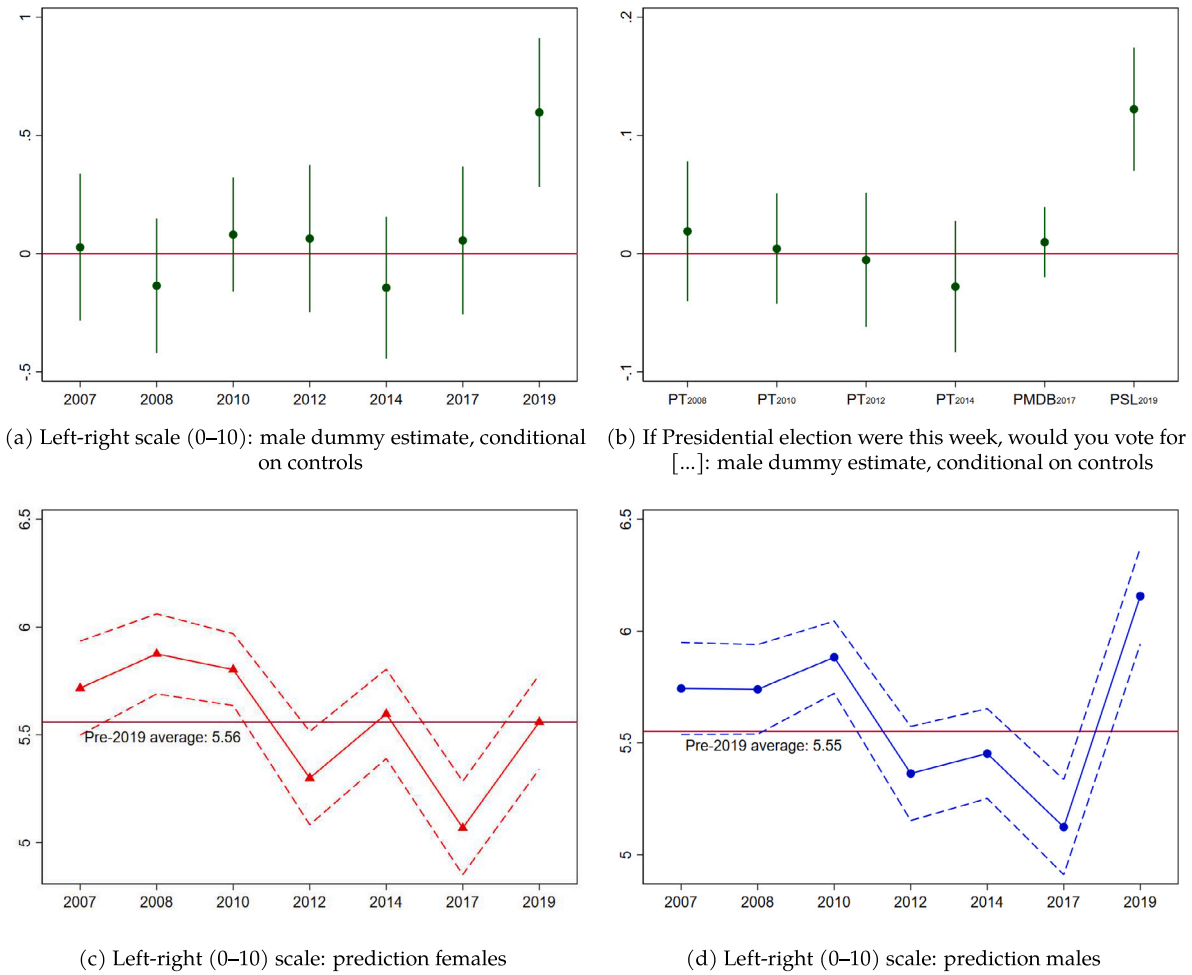 1
.5
0
-.5
2007 2008 2010 2012 2014 2017 2019
(a) Left-right scale (0–10): male dummy estimate, conditional
on controls
.2
.1
0
-.1
PT2008 PT2010 PT2012 PT2014 PMDB2017 PSL2019
(b) If Presidential election were this week, would you vote for
[...]: male dummy estimate, conditional on controls
6.5
6
5.5
5
Pre-2019 average: 5.56
2007 2008 2010 2012 2014 2017 2019
(c) Left-right (0–10) scale: prediction females
6.5
6
5.5
5
Pre-2019 average: 5.55
2007 2008 2010 2012 2014 2017 2019
(d) Left-right (0–10) scale: prediction males